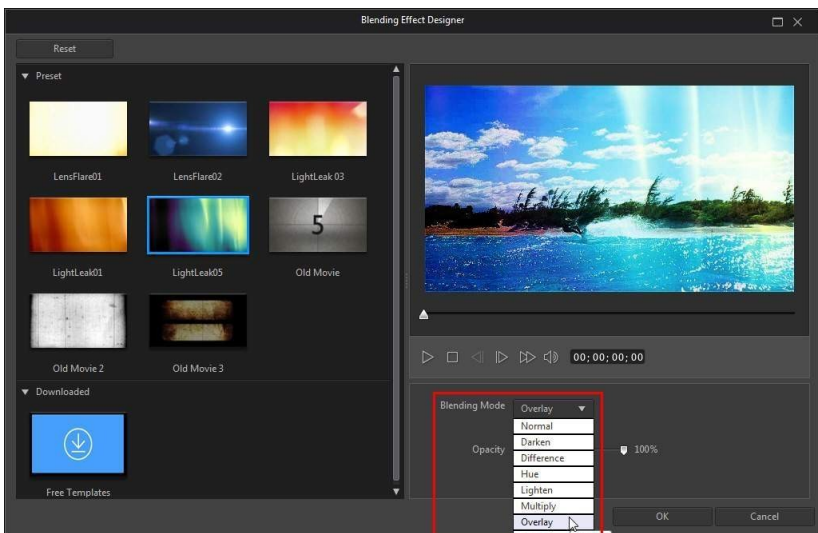 Blending Effect Designer
Reset
Preset
LensFlare01
LensFlare02
LightLeak 03
LightLeak01
LightLeak05
5
Old Movie
Old Movie 2
Old Movie 3
Downloaded
Free Templates
00;00;00;00
Blending Mode
Overlay
Normal
Darken
Difference
Hue
Lighten
Multiply
Overlay
Opacity
100%
OK
Cancel